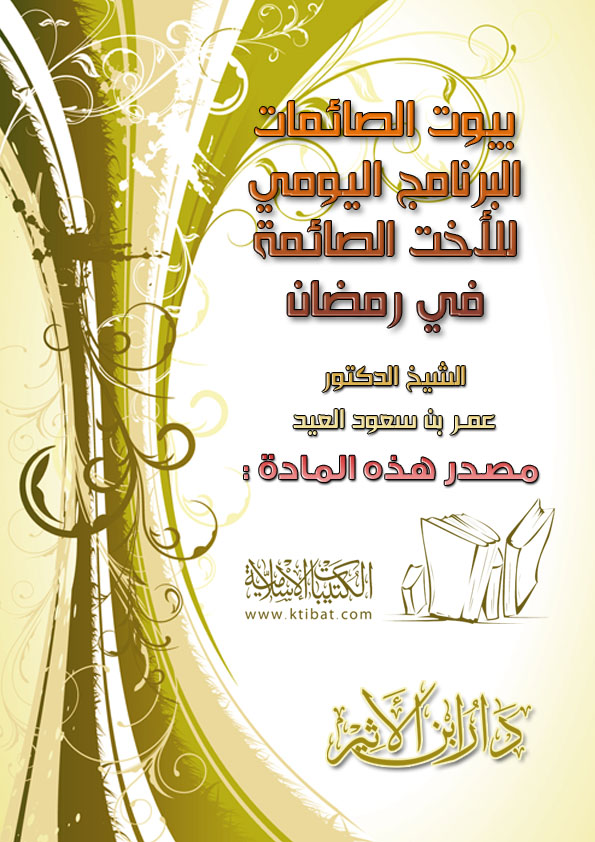 بيوت الصائمات
البرنامج اليومي
للأخت الصائمة
في رمضان
الشيخ الدكتور
عمر بن سعود العيد
مصدر هذه المادة :
الكتيبات الإسلامية
www.ktibat.com
دار ابن الأثير